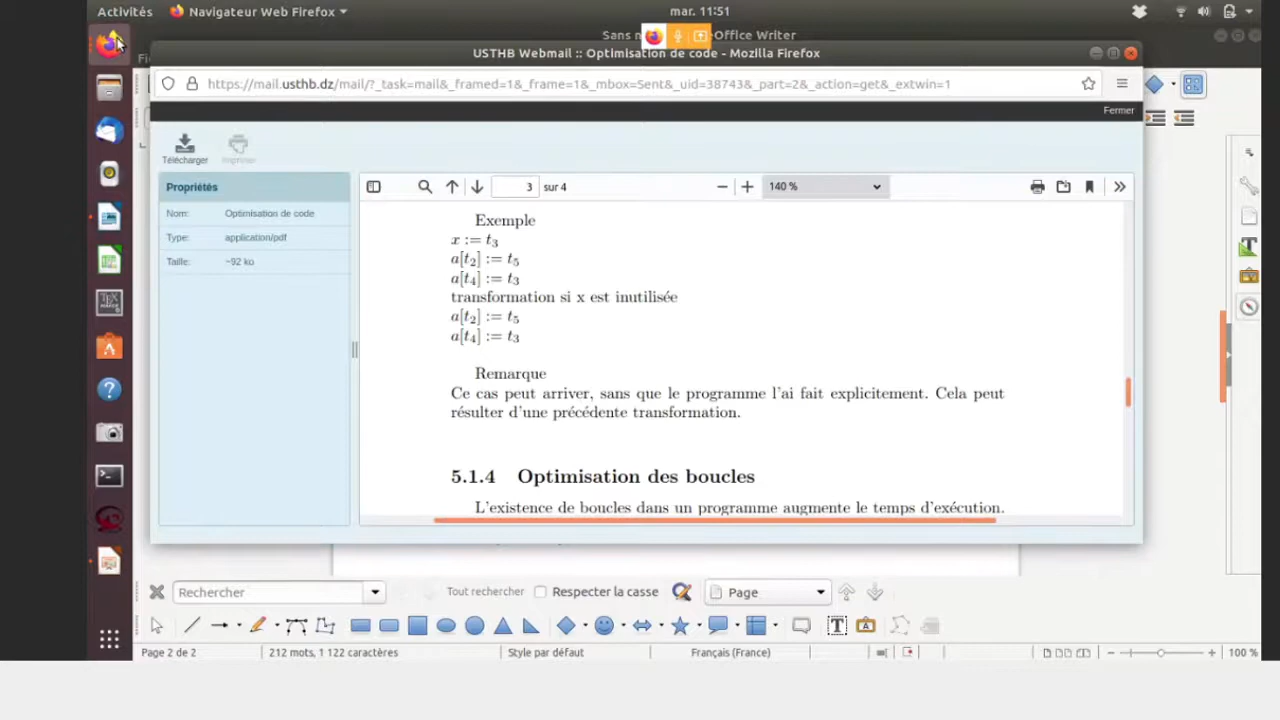 Activités
Navigateur Web Firefox
mar. 11:51
Sans n
Office Writer
USTHB Webmail :: Optimisation de code - Mozilla Firefox
https://mail.usthb.dz/mail/?_task=mail&_framed=1&_frame=1&_mbox=Sent&_uid=38743&_part=2&_action=get&_extwin=1
Fermer
Télécharger
Imprimer
Propriétés
Nom: Optimisation de code
Type: application/pdf
Taille: ~92 ko
3 sur 4
140 %
Exemple
x := t₃
a[t₂] := t₅
a[t₄] := t₃
transformation si x est inutilisée
a[t₂] := t₅
a[t₄] := t₃
Remarque
Ce cas peut arriver, sans que le programme l'ai fait explicitement. Cela peut
résulter d'une précédente transformation.
5.1.4 Optimisation des boucles
L'existence de boucles dans un programme augmente le temps d'exécution.
Rechercher
Tout rechercher
Respecter la casse
Page
Page 2 de 2
212 mots, 1 122 caractères
Style par défaut
Français (France)
100 %